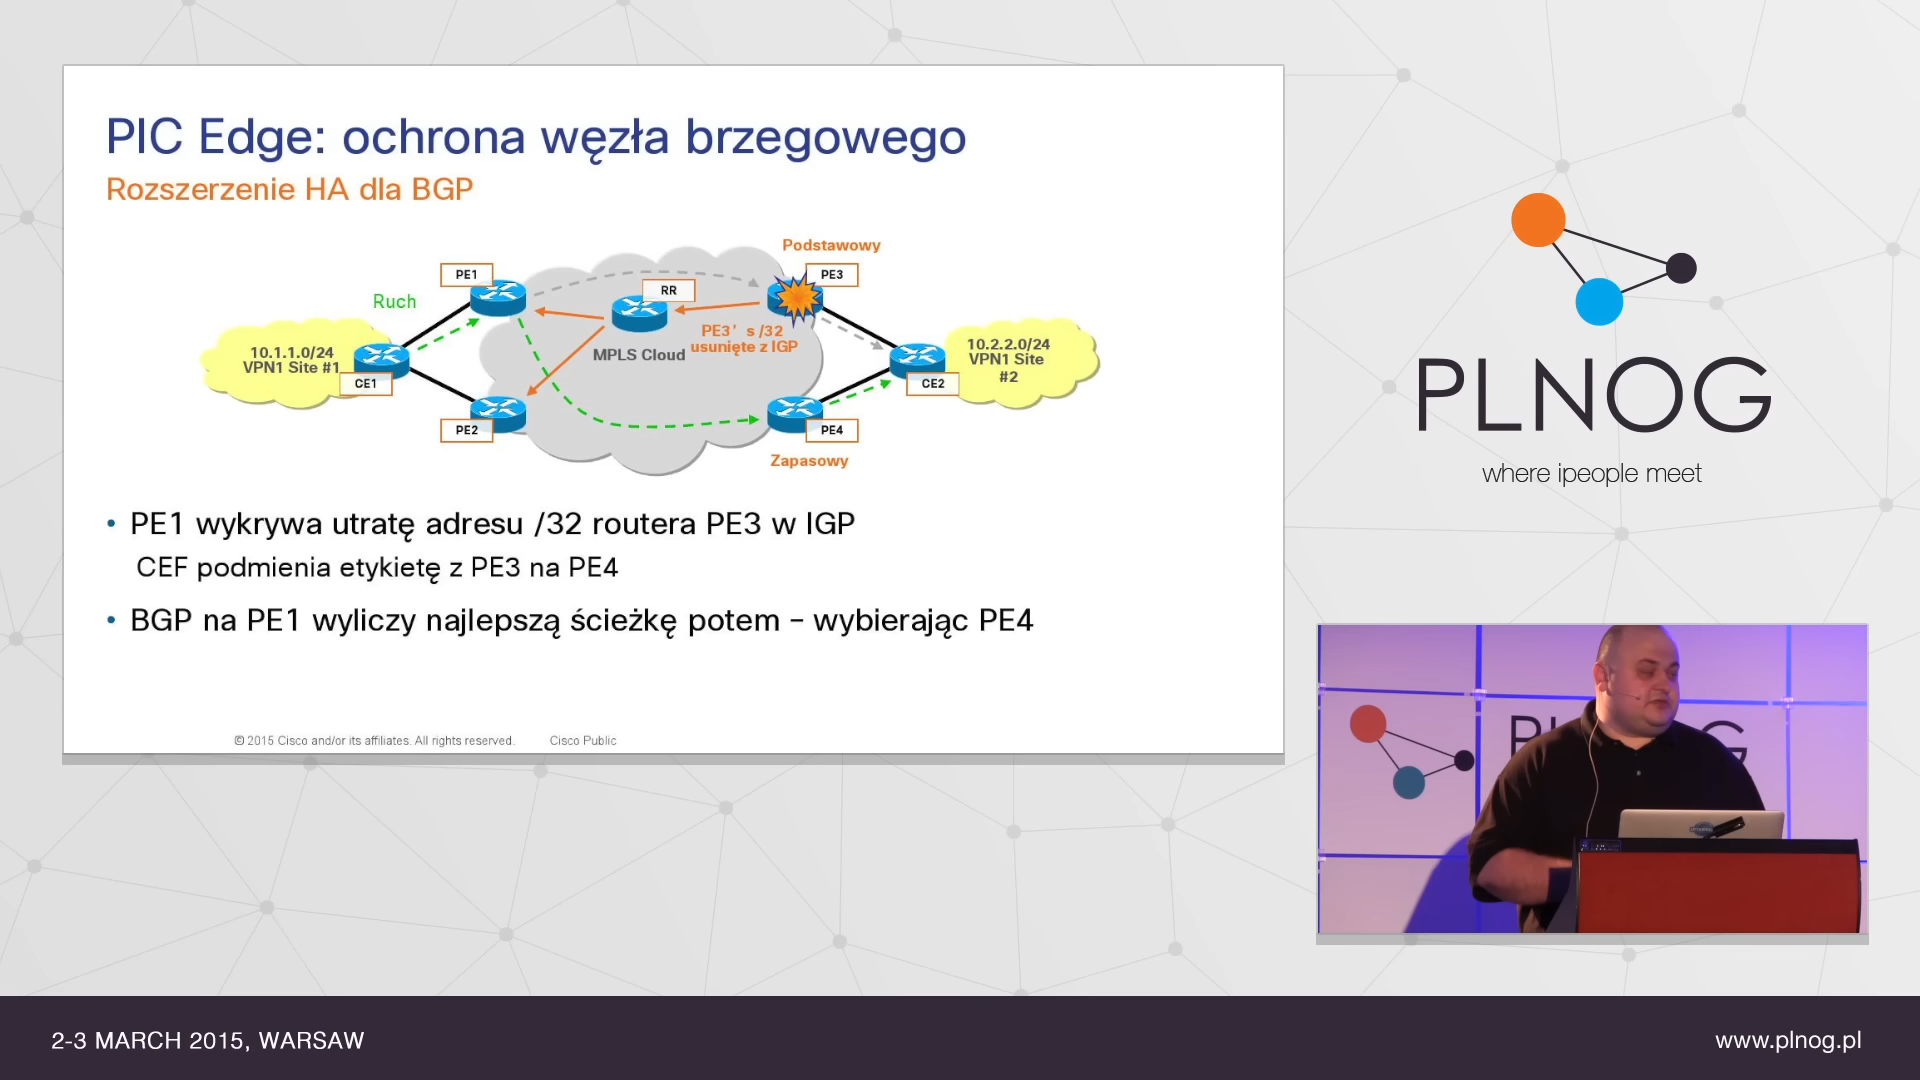 PIC Edge: ochrona węzła brzegowego
Rozszerzenie HA dla BGP
Podstawowy
PE1
PE3
RR
Ruch
PE3's /32
usunięte z IGP
MPLS Cloud
10.1.1.0/24
VPN1 Site #1
CE1
10.2.2.0/24
VPN1 Site
#2
CE2
PE2
PE4
Zapasowy
• PE1 wykrywa utratę adresu /32 routera PE3 w IGP
CEF podmienia etykietę z PE3 na PE4
• BGP na PE1 wyliczy najlepszą ścieżkę potem – wybierając PE4
© 2015 Cisco and/or its affiliates. All rights reserved. Cisco Public
PLNOG
where ipeople meet
2-3 MARCH 2015, WARSAW
www.plnog.pl